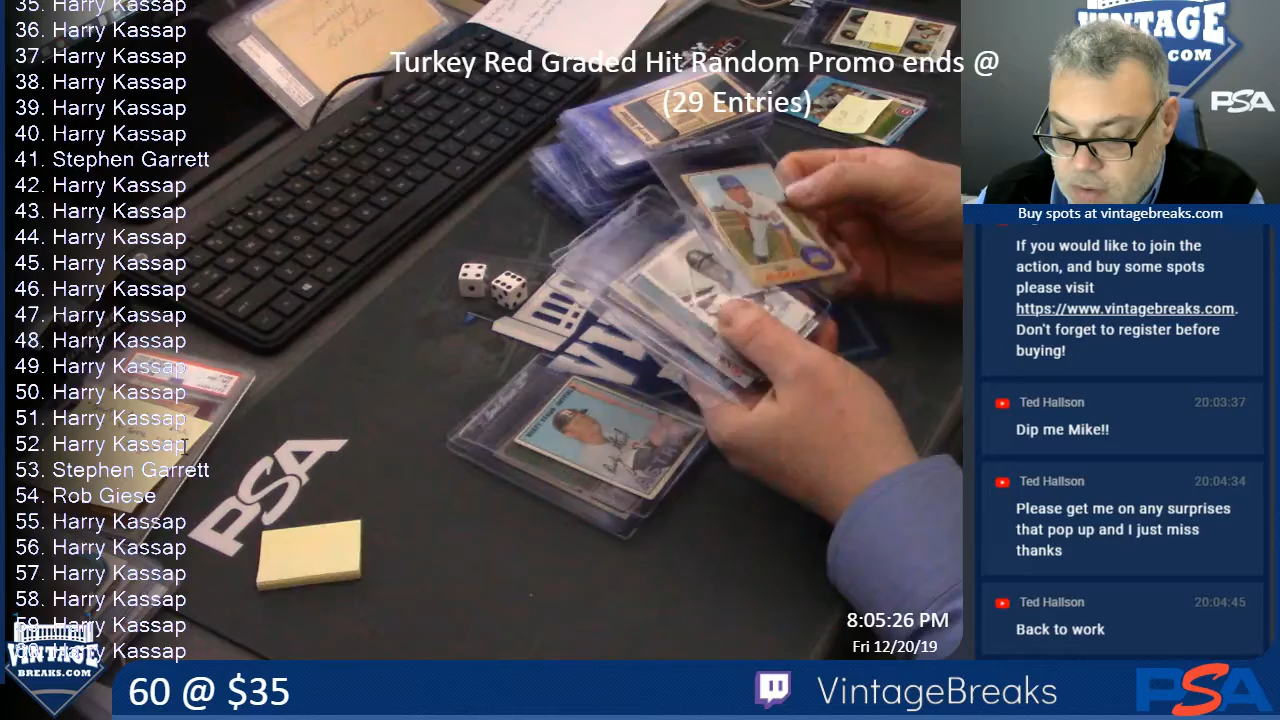 35. Harry Kassap
36. Harry Kassap
37. Harry Kassap
38. Harry Kassap
39. Harry Kassap
40. Harry Kassap
41. Stephen Garrett
42. Harry Kassap
43. Harry Kassap
44. Harry Kassap
45. Harry Kassap
46. Harry Kassap
47. Harry Kassap
48. Harry Kassap
49. Harry Kassap
50. Harry Kassap
51. Harry Kassap
52. Harry Kassap
53. Stephen Garrett
54. Rob Giese
55. Harry Kassap
56. Harry Kassap
57. Harry Kassap
58. Harry Kassap
59. Harry Kassap
60. Harry Kassap
VINTAGE
BREAKS.COM
Turkey Red Graded Hit Random Promo ends @
(29 Entries)
PSA
8:05:26 PM
Fri 12/20/19
VINTAGE
.COM
PSA
Buy spots at vintagebreaks.com
If you would like to join the
action, and buy some spots
please visit
https://www.vintagebreaks.com.
Don't forget to register before
buying!
Ted Hallson 20:03:37
Dip me Mike!!
Ted Hallson 20:04:34
Please get me on any surprises
that pop up and I just miss
thanks
Ted Hallson 20:04:45
Back to work
60 @ $35
VintageBreaks
PSA